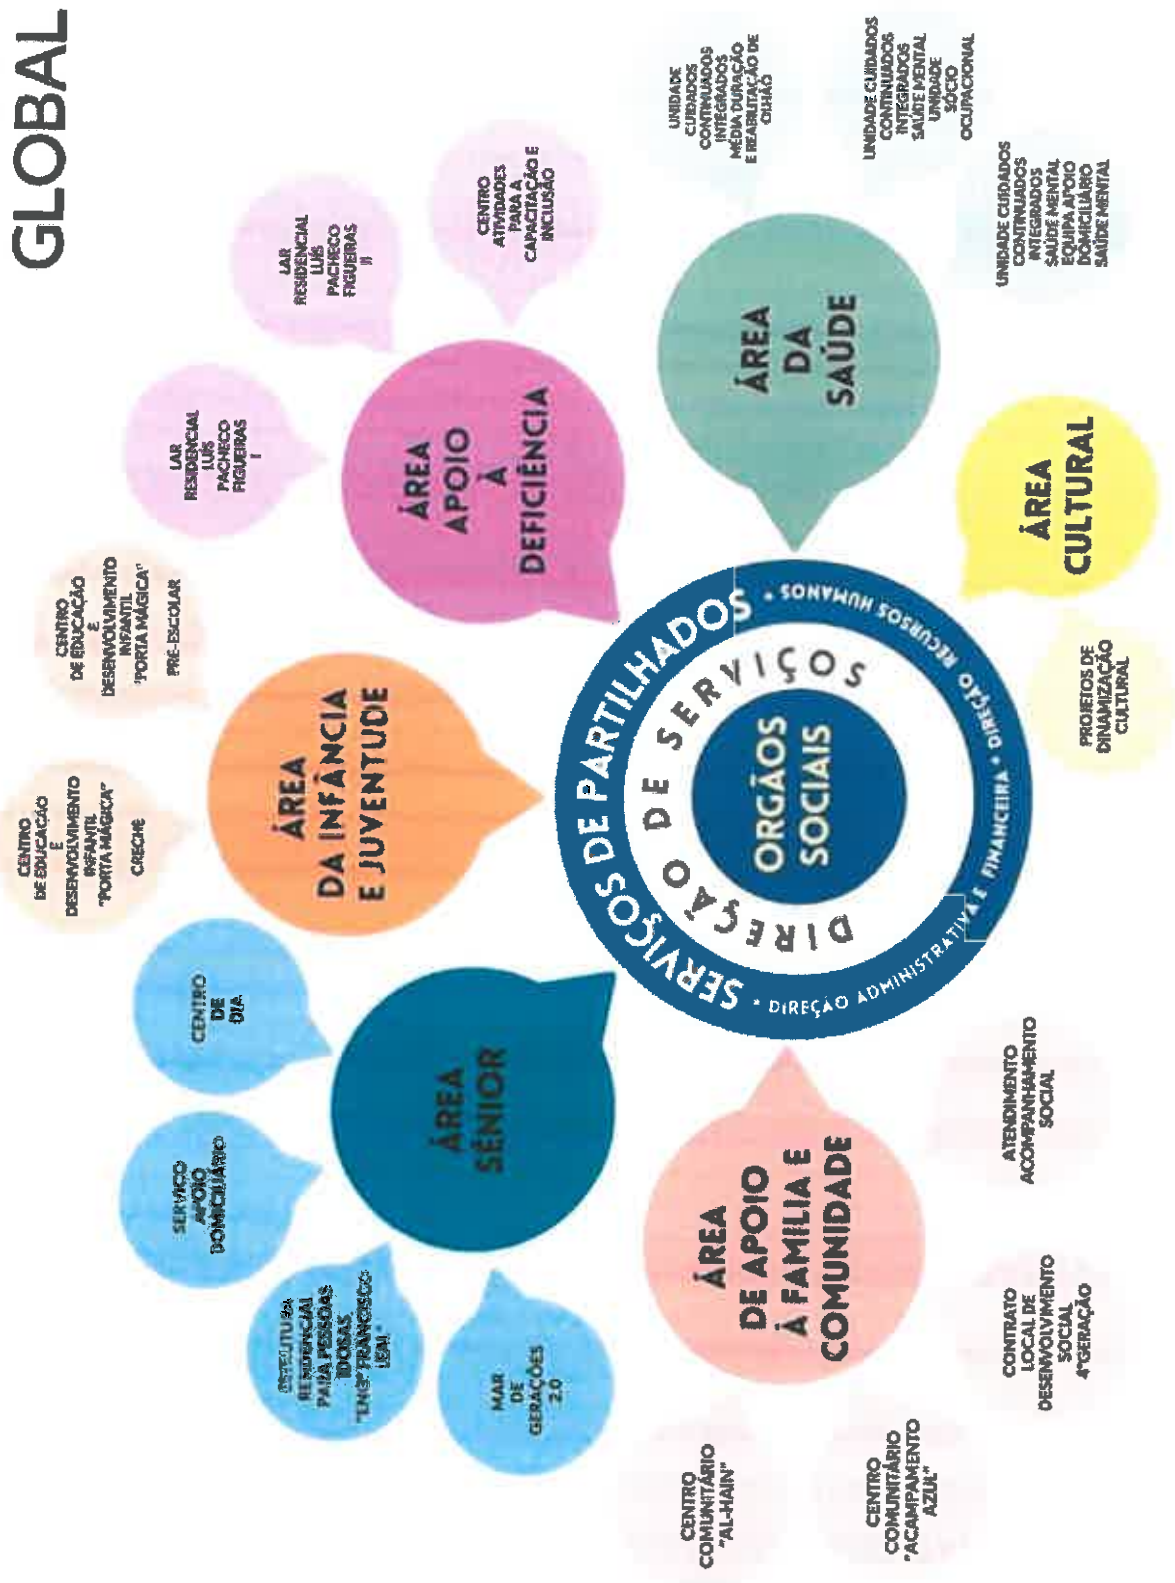 GLOBAL
CENTRO
DE EDUCAÇÃO
E
DESENVOLVIMENTO
INFANTIL
"PORTA MÁGICA"
CRECHE
CENTRO
DE EDUCAÇÃO
E
DESENVOLVIMENTO
INFANTIL
"PORTA MÁGICA"
PRÉ-ESCOLAR
LAR
RESIDENCIAL
LUÍS
PACHECO
FIGUEIRAS
I
LAR
RESIDENCIAL
LUÍS
PACHECO
FIGUEIRAS
II
CENTRO
ATIVIDADES
PARA A
CAPACITAÇÃO E
INCLUSÃO
CENTRO
DE
DIA
SERVIÇO
APOIO
DOMICILIÁRIO
ESTRUTURA
RESIDENCIAL
PARA PESSOAS
IDOSAS
"ENGº FRANCISCO
LEAL"
MAR
DE
GERAÇÕES
2.0
ÁREA
SÉNIOR
ÁREA
DA INFÂNCIA
E JUVENTUDE
ÁREA
APOIO
À
DEFICIÊNCIA
UNIDADE
CUIDADOS
CONTINUADOS
INTEGRADOS
MÉDIA DURAÇÃO
E REABILITAÇÃO DE
OLHÃO
ÁREA
DA
SAÚDE
UNIDADE CUIDADOS
CONTINUADOS
INTEGRADOS
SAÚDE MENTAL
UNIDADE
SÓCIO
OCUPACIONAL
UNIDADE CUIDADOS
CONTINUADOS
INTEGRADOS
SAÚDE MENTAL
EQUIPA APOIO
DOMICILIÁRIO
SAÚDE MENTAL
SERVIÇOS DE PARTILHADOS
• DIREÇÃO ADMINISTRATIVA E FINANCEIRA • DIREÇÃO RECURSOS HUMANOS •
DIREÇÃO DE SERVIÇOS
ORGÃOS
SOCIAIS
ÁREA
CULTURAL
PROJETOS DE
DINAMIZAÇÃO
CULTURAL
ÁREA
DE APOIO
À FAMILIA E
COMUNIDADE
CENTRO
COMUNITÁRIO
"AL-HAIN"
CENTRO
COMUNITÁRIO
"ACAMPAMENTO
AZUL"
CONTRATO
LOCAL DE
DESENVOLVIMENTO
SOCIAL
4ªGERAÇÃO
ATENDIMENTO
ACOMPANHAMENTO
SOCIAL